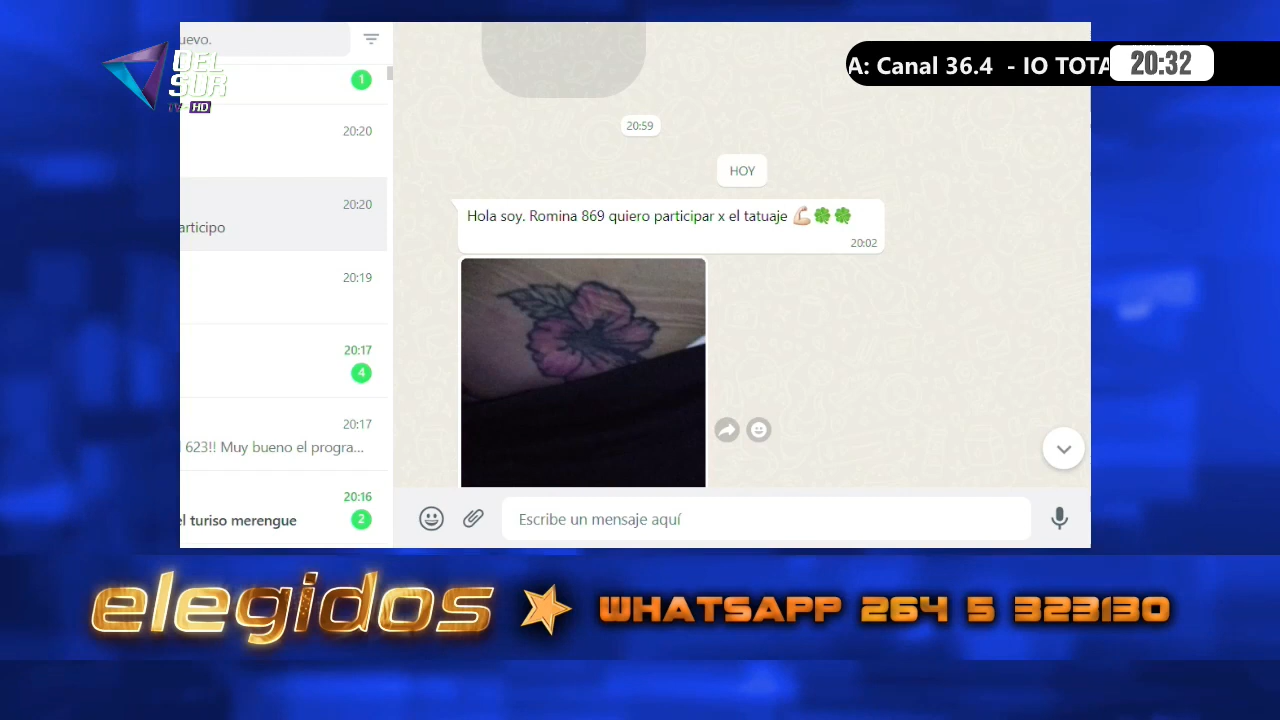 uevo.
DEL
SUR
TV-HD
A: Canal 36.4 - IO TOTA
20:32
1
20:20
20:20
articipo
20:19
20:17
4
20:17
623!! Muy bueno el progra...
20:16
el turiso merengue
2
20:59
HOY
Hola soy. Romina 869 quiero participar x el tatuaje 💪🏻🍀🍀
20:02
Escribe un mensaje aquí
elegidos
WHATSAPP 264 5 323130